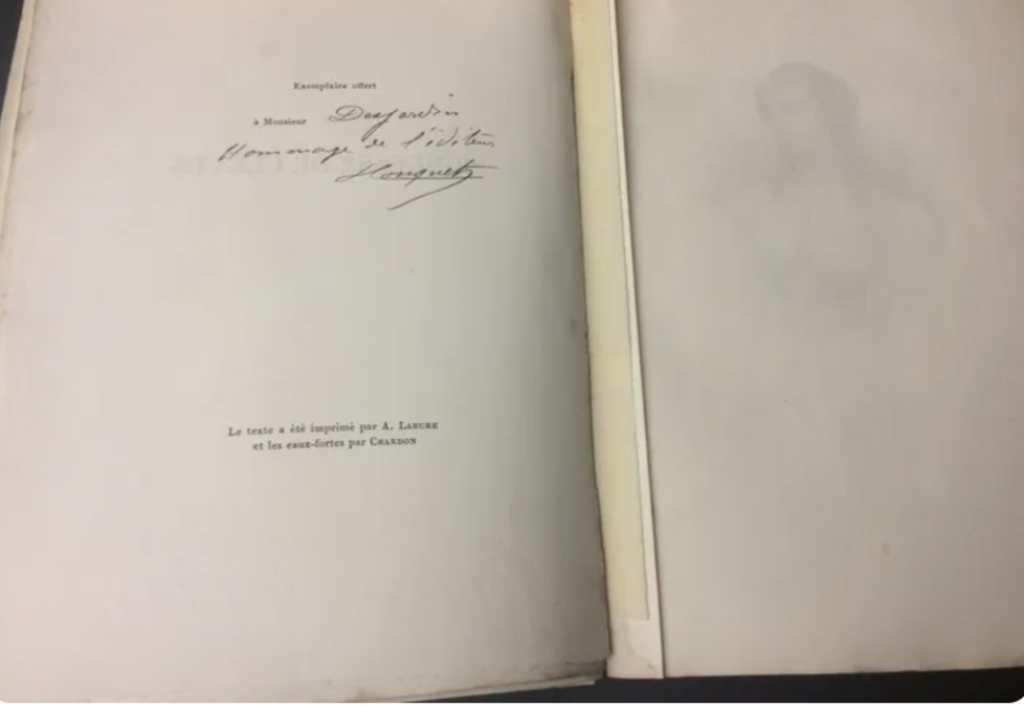 Exemplaire offert
à Monsieur Desjardin
Hommage de l'éditeur
Le texte a été imprimé par A. Lahure
et les eaux-fortes par Chardon